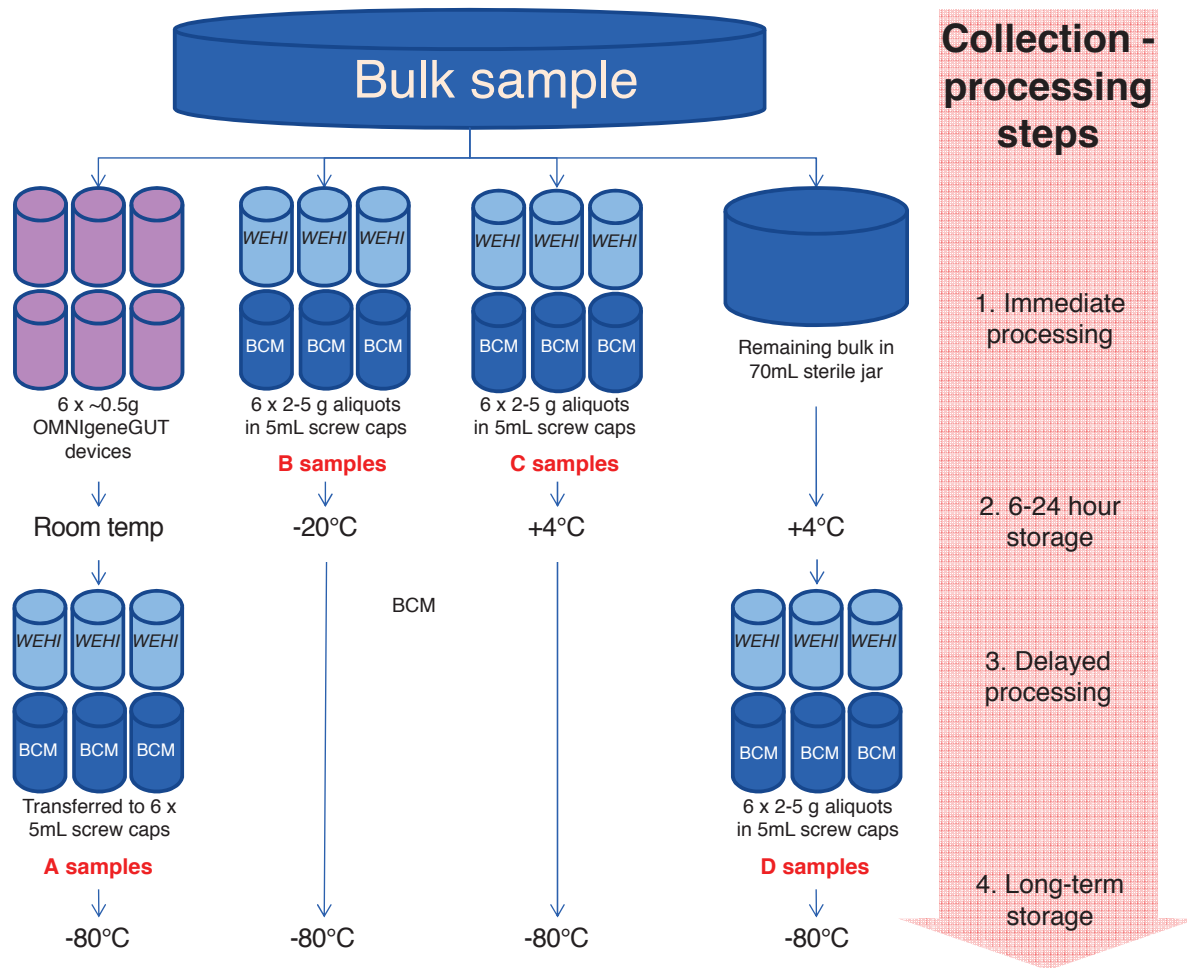 Bulk sample
Collection -
processing
steps
WEHI WEHI WEHI
BCM BCM BCM
WEHI WEHI WEHI
BCM BCM BCM
6 x ~0.5g
OMNIgeneGUT
devices
6 x 2-5 g aliquots
in 5mL screw caps
B samples
6 x 2-5 g aliquots
in 5mL screw caps
C samples
Remaining bulk in
70mL sterile jar
1. Immediate
processing
Room temp
-20°C
+4°C
+4°C
2. 6-24 hour
storage
WEHI WEHI WEHI
BCM BCM BCM
Transferred to 6 x
5mL screw caps
A samples
BCM
WEHI WEHI WEHI
BCM BCM BCM
6 x 2-5 g aliquots
in 5mL screw caps
D samples
3. Delayed
processing
-80°C
-80°C
-80°C
-80°C
4. Long-term
storage